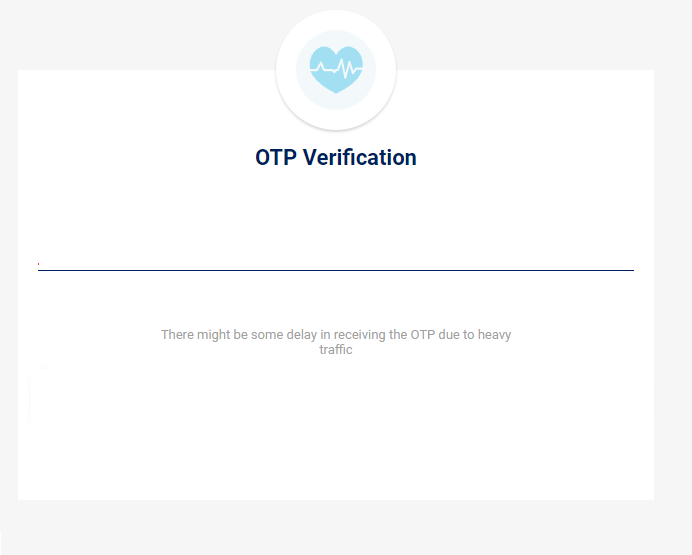 OTP Verification
There might be some delay in receiving the OTP due to heavy
traffic